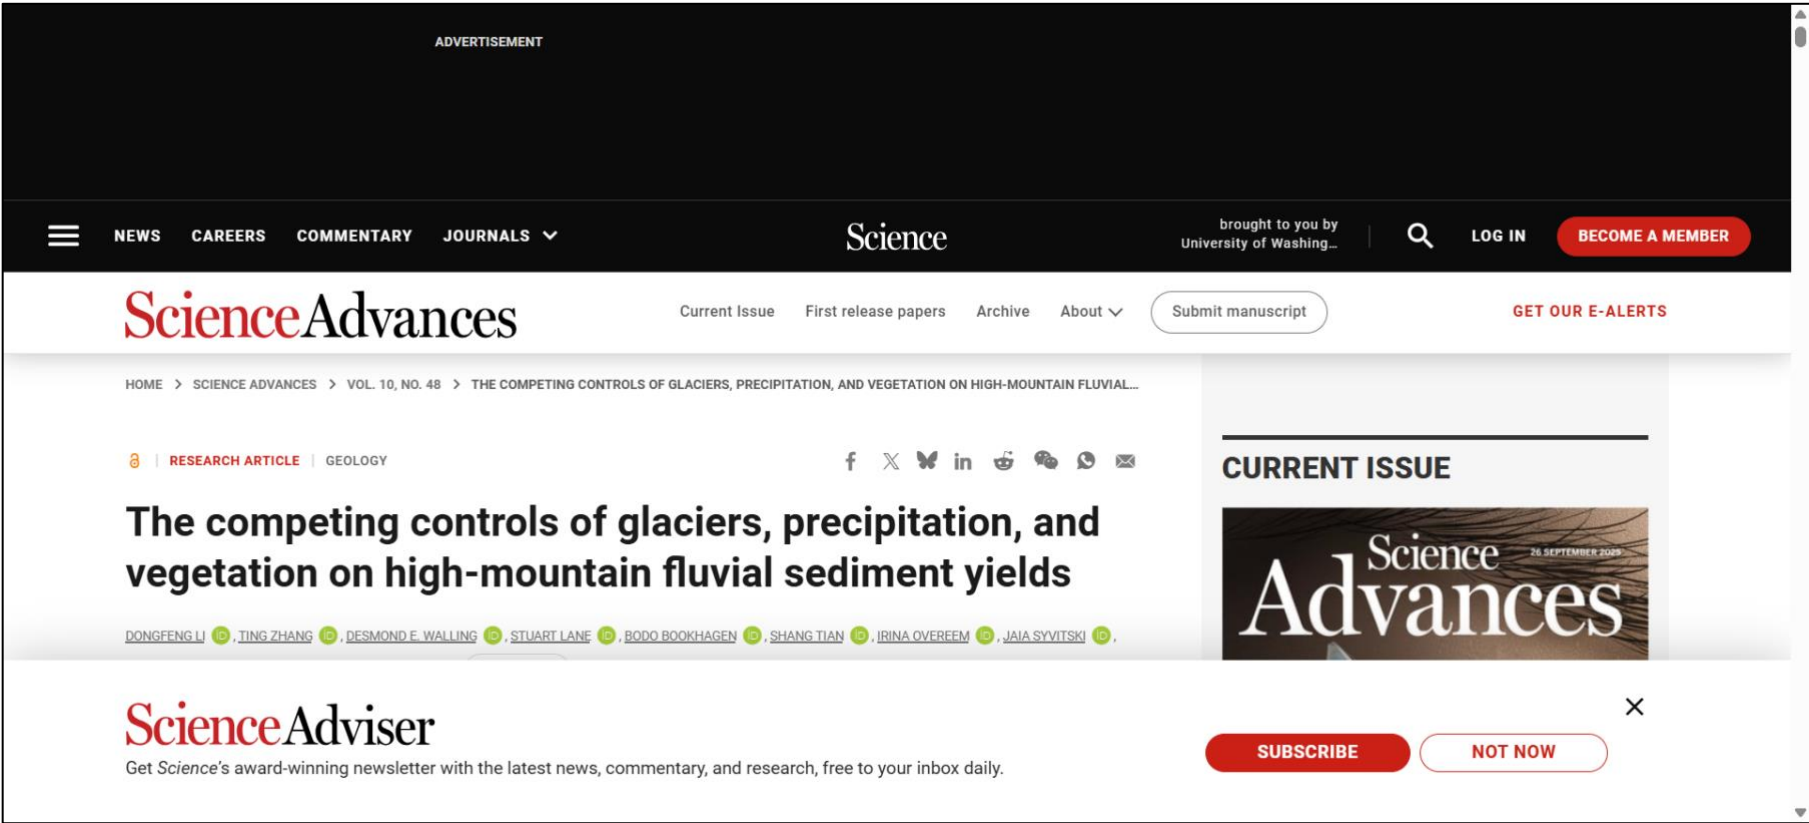 ADVERTISEMENT
NEWS CAREERS COMMENTARY JOURNALS
Science
brought to you by
University of Washing...
LOG IN
BECOME A MEMBER
ScienceAdvances
Current Issue First release papers Archive About
Submit manuscript
GET OUR E-ALERTS
HOME > SCIENCE ADVANCES > VOL. 10, NO. 48 > THE COMPETING CONTROLS OF GLACIERS, PRECIPITATION, AND VEGETATION ON HIGH-MOUNTAIN FLUVIAL...
RESEARCH ARTICLE | GEOLOGY
The competing controls of glaciers, precipitation, and
vegetation on high-mountain fluvial sediment yields
DONGFENG LI, TING ZHANG, DESMOND E. WALLING, STUART LANE, BODO BOOKHAGEN, SHANG TIAN, IRINA OVEREEM, JAIA SYVITSKI,
CURRENT ISSUE
Science
26 SEPTEMBER 2025
Advances
ScienceAdviser
Get Science's award-winning newsletter with the latest news, commentary, and research, free to your inbox daily.
SUBSCRIBE
NOT NOW